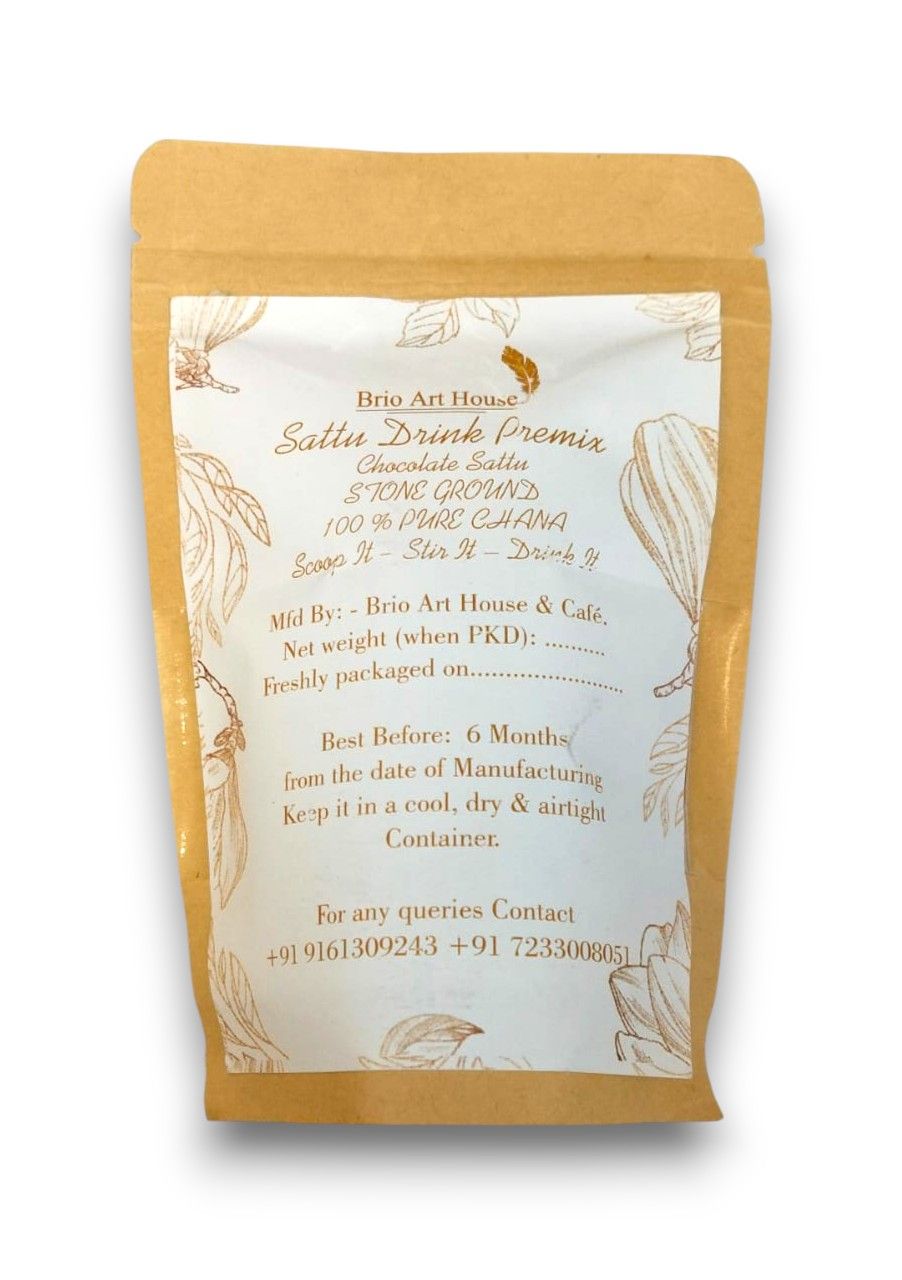 Brio Art House
Sattu Drink Premix
Chocolate Sattu
STONE GROUND
100 % PURE CHANA
Scoop It – Stir It – Drink It
Mfd By: - Brio Art House & Café.
Net weight (when PKD): ..........
Freshly packaged on..........................
Best Before: 6 Months
from the date of Manufacturing
Keep it in a cool, dry & airtight
Container.
For any queries Contact
+91 9161309243 +91 7233008051